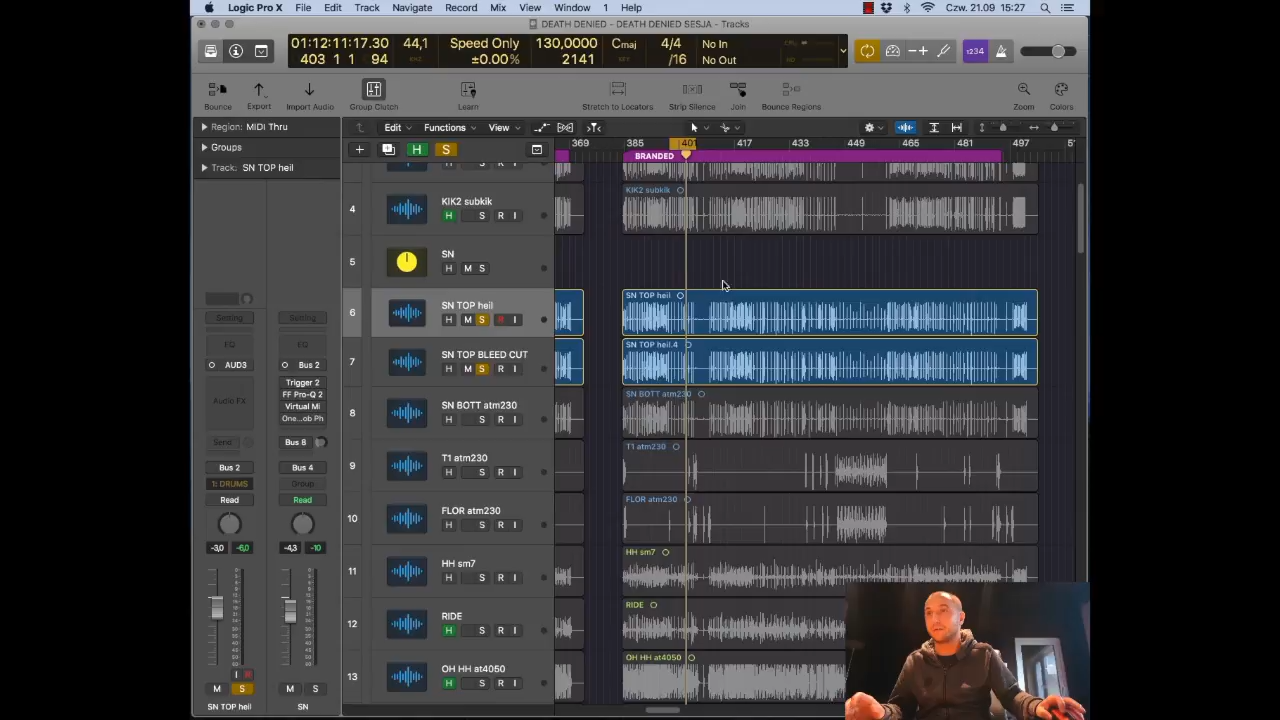 Logic Pro X File Edit Track Navigate Record Mix View Window 1 Help Czw. 21.09 15:27
DEATH DENIED - DEATH DENIED SESJA - Tracks
01:12:11:17.30 44,1 Speed Only 130,0000 Cmaj 4/4 No In
403 1 1 94 ±0.00% 2141 /16 No Out
1234
Bounce Export Import Audio Group Clutch Learn Stretch to Locators Strip Silence Join Bounce Regions Zoom Colors
Region: MIDI Thru
Edit Functions View
Groups
H S
369 385 401 417 433 449 465 481 497
BRANDED
Track: SN TOP heil
4 KIK2 subkik
H S R I
KIK2 subkik
5 SN
H M S
6 SN TOP heil
H M S R I
SN TOP heil
7 SN TOP BLEED CUT
H M S R I
SN TOP heil.4
8 SN BOTT atm230
H S R I
SN BOTT atm230
9 T1 atm230
H S R I
T1 atm230
10 FLOR atm230
H S R I
FLOR atm230
11 HH sm7
H S R I
HH sm7
12 RIDE
H S R I
RIDE
13 OH HH at4050
H S R I
OH HH at4050
Setting Setting
EQ EQ
AUD3 Bus 2
Audio FX
Trigger 2
FF Pro-Q 2
Virtual Mi
One...ob Ph
Send Bus 8
Bus 2 Bus 4
1: DRUMS Group
Read Read
-3,0 -6,0 -4,3 -10
I R
M S M S
SN TOP heil SN